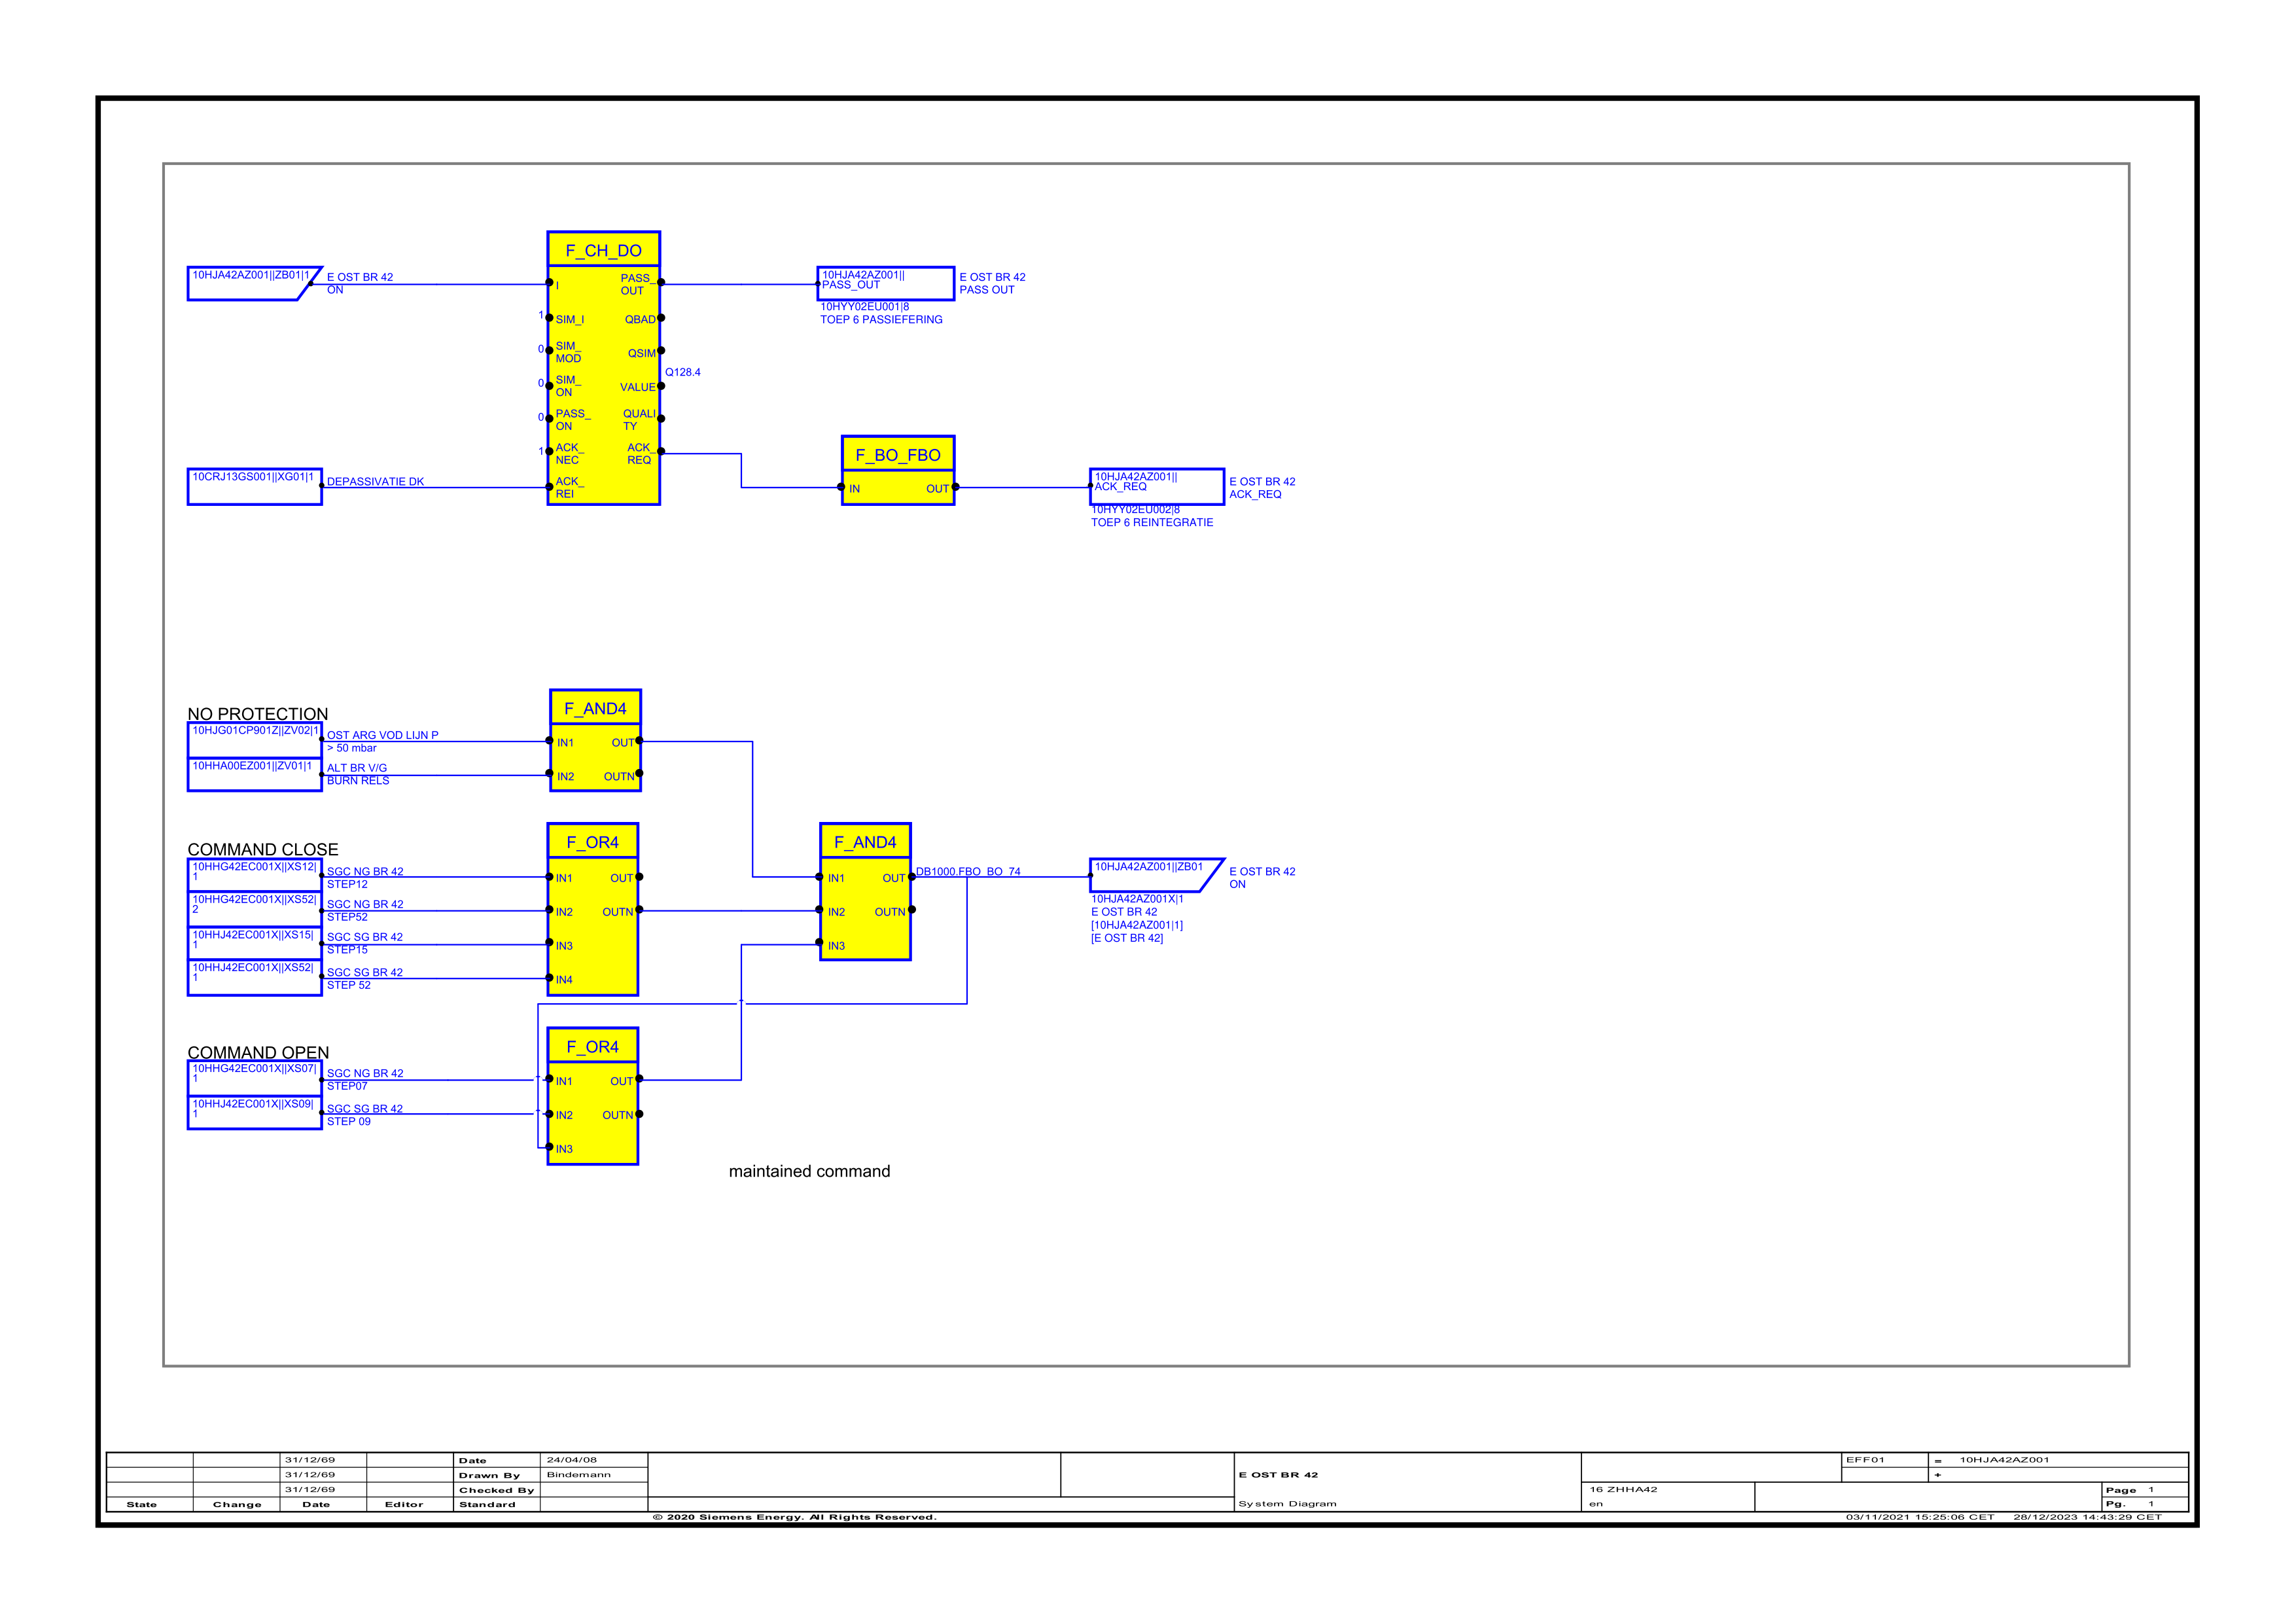 F_CH_DO
10HJA42AZ001||ZB01|1
E OST BR 42
ON
I
SIM_I
SIM_
MOD
SIM_
ON
PASS_
ON
ACK_
NEC
ACK_
REI
1
0
0
0
1
PASS_
OUT
QBAD
QSIM
VALUE
QUALI
TY
ACK_
REQ
Q128.4
10HJA42AZ001||
PASS_OUT
E OST BR 42
PASS OUT
10HYY02EU001|8
TOEP 6 PASSIEFERING
10CRJ13GS001||XG01|1
DEPASSIVATIE DK
F_BO_FBO
IN
OUT
10HJA42AZ001||
ACK_REQ
E OST BR 42
ACK_REQ
10HYY02EU002|8
TOEP 6 REINTEGRATIE
NO PROTECTION
10HJG01CP901Z||ZV02|1
OST ARG VOD LIJN P
> 50 mbar
10HHA00EZ001||ZV01|1
ALT BR V/G
BURN RELS
F_AND4
IN1
OUT
IN2
OUTN
COMMAND CLOSE
10HHG42EC001X||XS12|
1
SGC NG BR 42
STEP12
10HHG42EC001X||XS52|
2
SGC NG BR 42
STEP52
10HHJ42EC001X||XS15|
1
SGC SG BR 42
STEP15
10HHJ42EC001X||XS52|
1
SGC SG BR 42
STEP 52
F_OR4
IN1
OUT
IN2
OUTN
IN3
IN4
F_AND4
IN1
OUT
IN2
OUTN
IN3
DB1000.FBO_BO_74
10HJA42AZ001||ZB01
E OST BR 42
ON
10HJA42AZ001X|1
E OST BR 42
[10HJA42AZ001|1]
[E OST BR 42]
COMMAND OPEN
10HHG42EC001X||XS07|
1
SGC NG BR 42
STEP07
10HHJ42EC001X||XS09|
1
SGC SG BR 42
STEP 09
F_OR4
IN1
OUT
IN2
OUTN
IN3
maintained command
31/12/69
Date
24/04/08
EFF01
= 10HJA42AZ001
31/12/69
Drawn By
Bindemann
E OST BR 42
+
31/12/69
Checked By
16 ZHHA42
Page 1
State
Change
Date
Editor
Standard
System Diagram
en
Pg. 1
© 2020 Siemens Energy. All Rights Reserved.
03/11/2021 15:25:06 CET
28/12/2023 14:43:29 CET